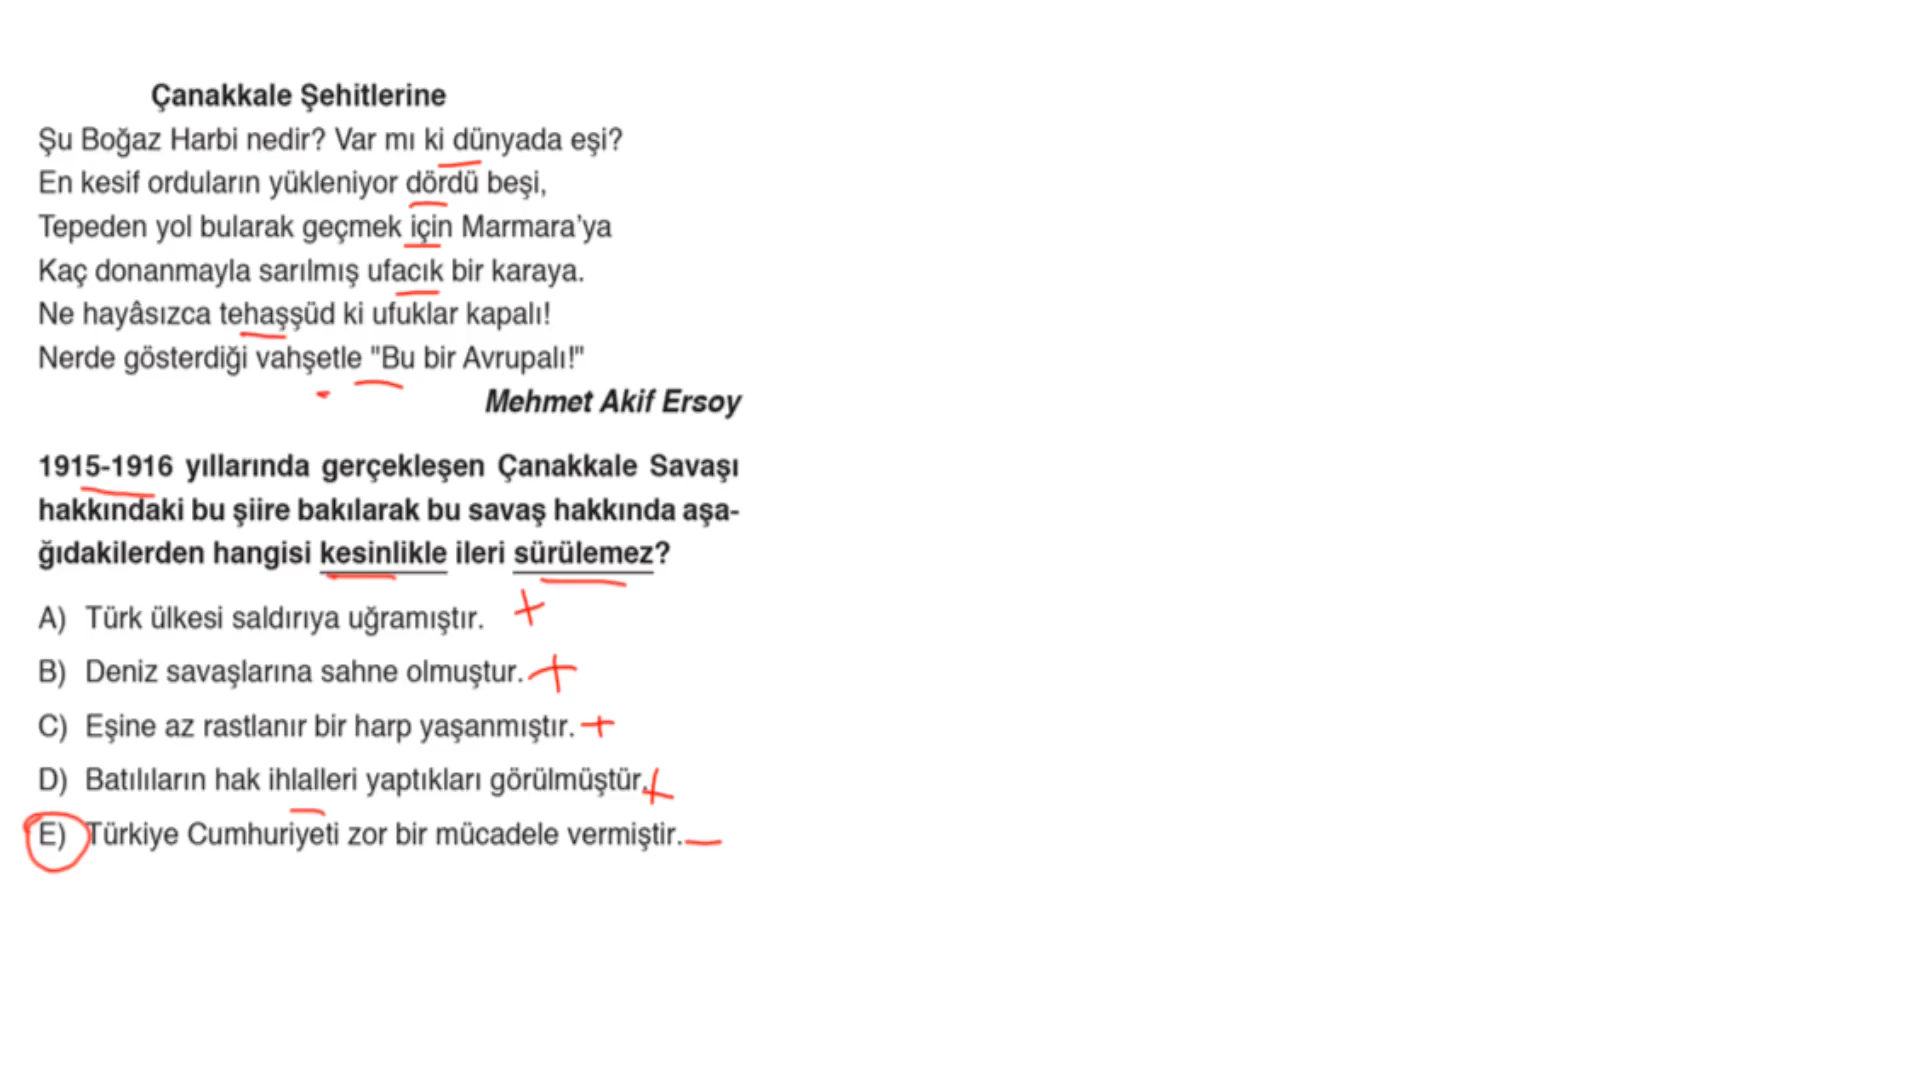 Çanakkale Şehitlerine
Şu Boğaz Harbi nedir? Var mı ki dünyada eşi?
En kesif orduların yükleniyor dördü beşi,
Tepeden yol bularak geçmek için Marmara’ya
Kaç donanmayla sarılmış ufacık bir karaya.
Ne hayâsızca tehaşşüd ki ufuklar kapalı!
Nerde gösterdiği vahşetle "Bu bir Avrupalı!"
Mehmet Akif Ersoy
1915-1916 yıllarında gerçekleşen Çanakkale Savaşı
hakkındaki bu şiire bakılarak bu savaş hakkında aşa-
ğıdakilerden hangisi kesinlikle ileri sürülemez?
A) Türk ülkesi saldırıya uğramıştır. +
B) Deniz savaşlarına sahne olmuştur. +
C) Eşine az rastlanır bir harp yaşanmıştır. +
D) Batılıların hak ihlalleri yaptıkları görülmüştür. +
E) Türkiye Cumhuriyeti zor bir mücadele vermiştir. —